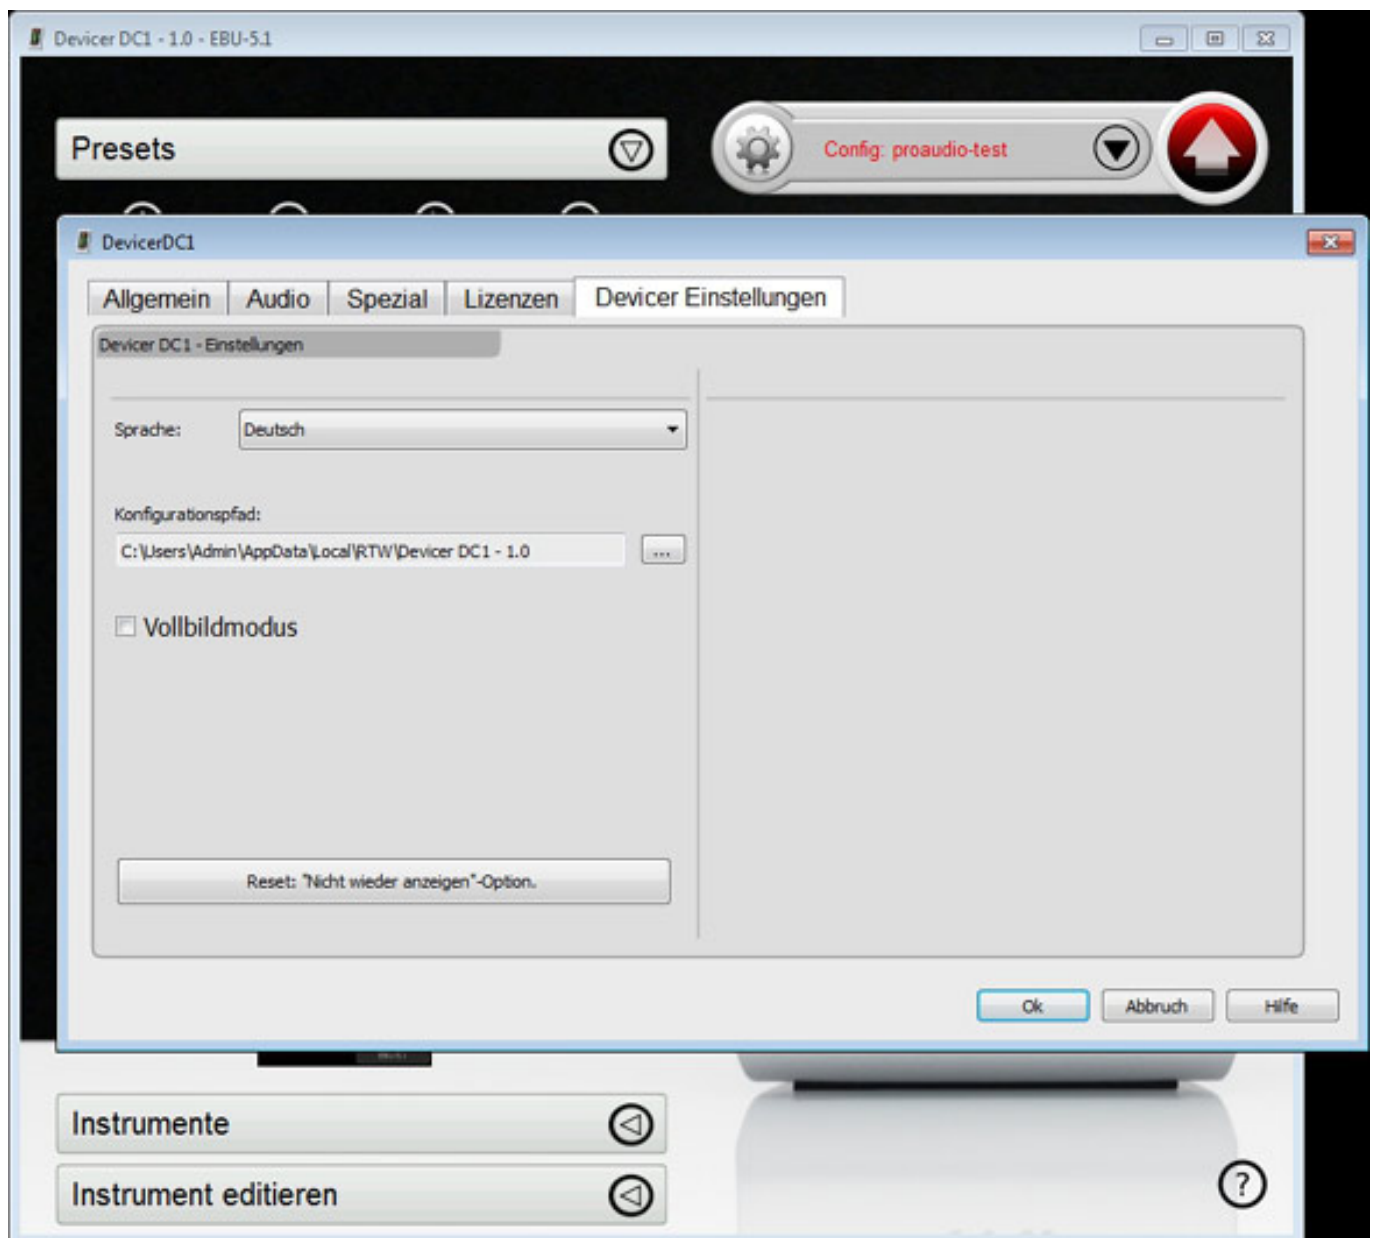 Devicer DC1 - 1.0 - EBU-5.1
Presets
Config: proaudio-test
DevicerDC1
Allgemein Audio Spezial Lizenzen Devicer Einstellungen
Devicer DC1 - Einstellungen
Sprache: Deutsch
Konfigurationspfad:
C:\Users\Admin\AppData\Local\RTW\Devicer DC1 - 1.0 ...
Vollbildmodus
Reset: "Nicht wieder anzeigen"-Option.
Ok Abbruch Hilfe
Instrumente
Instrument editieren
?